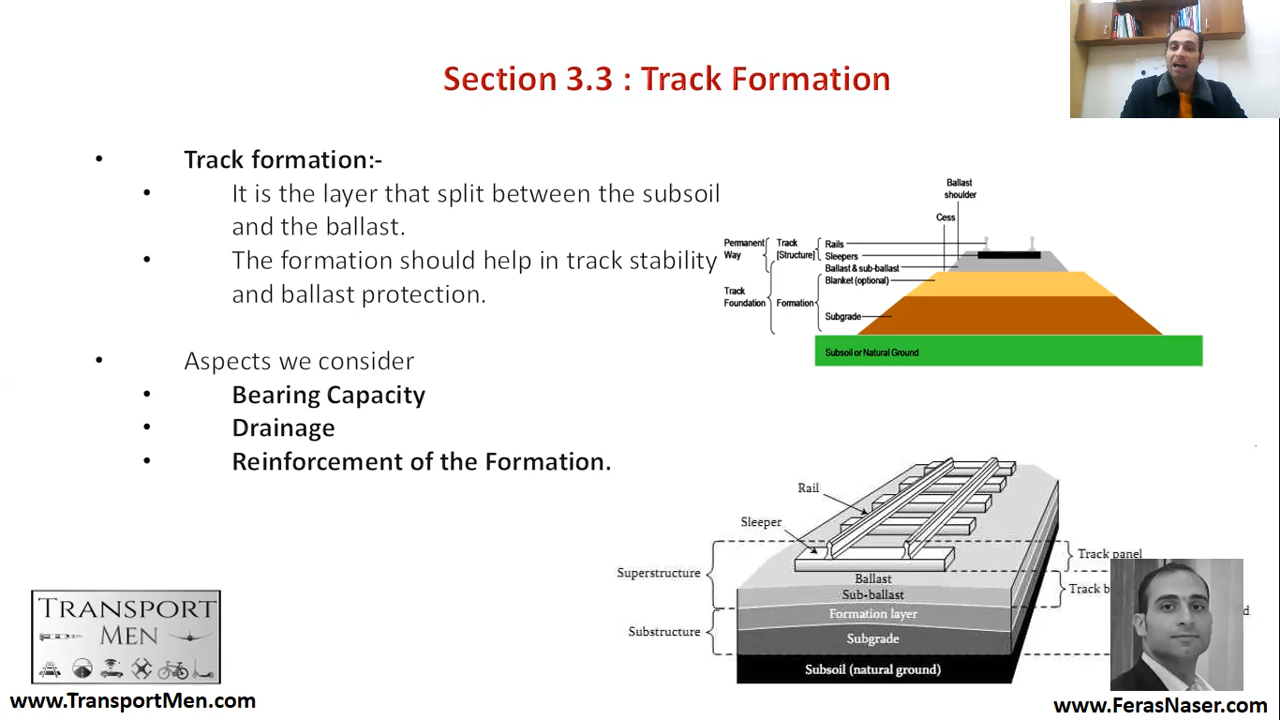 Section 3.3 : Track Formation
• Track formation:-
• It is the layer that split between the subsoil
and the ballast.
• The formation should help in track stability
and ballast protection.
• Aspects we consider
• Bearing Capacity
• Drainage
• Reinforcement of the Formation.
Ballast
shoulder
Cess
Permanent
Way
Track
[Structure]
Rails
Sleepers
Ballast & sub-ballast
Blanket (optional)
Track
Foundation
Formation
Subgrade
Subsoil or Natural Ground
Rail
Sleeper
Superstructure
Substructure
Ballast
Sub-ballast
Formation layer
Subgrade
Subsoil (natural ground)
Track panel
Track b
d
TRANSPORT
MEN
www.TransportMen.com
www.FerasNaser.com